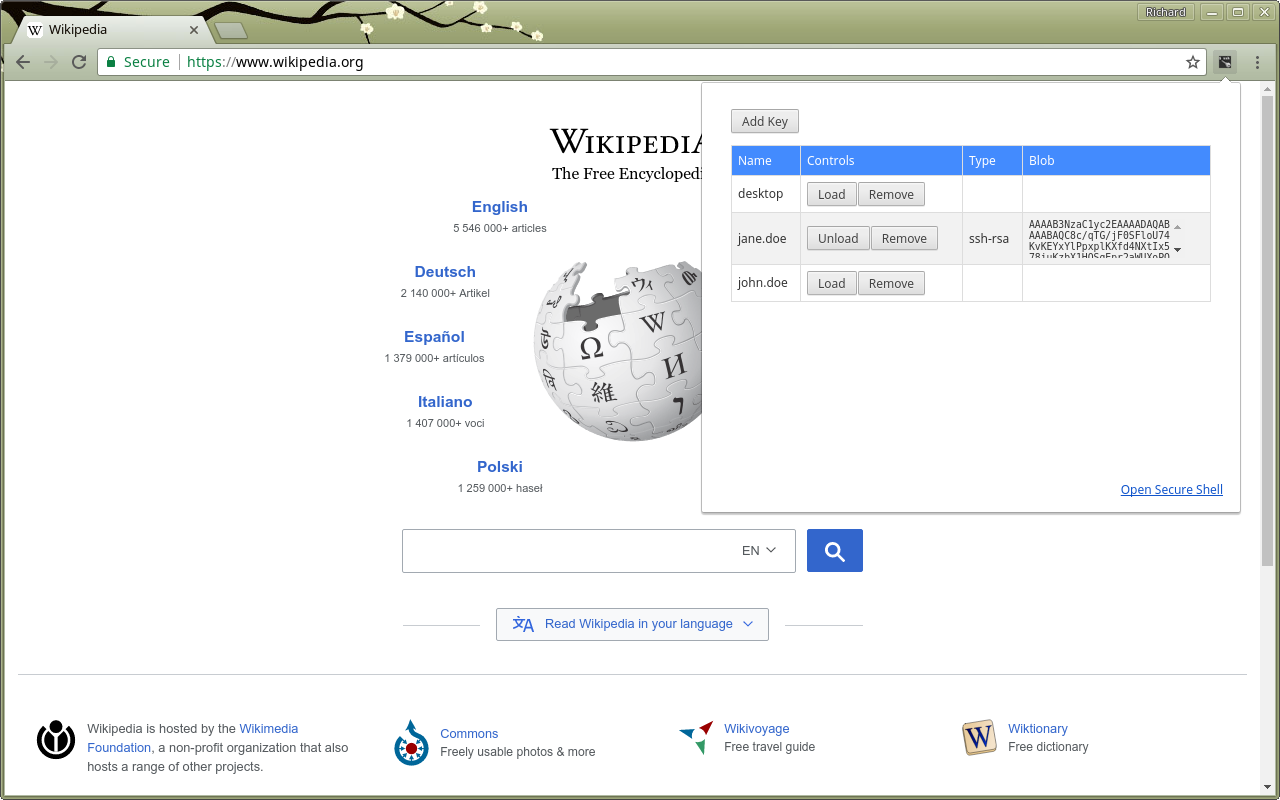 Richard
Wikipedia
Secure https://www.wikipedia.org
WIKIPEDIA
The Free Encyclopedi
English
5 546 000+ articles
Deutsch
2 140 000+ Artikel
Español
1 379 000+ artículos
Italiano
1 407 000+ voci
Polski
1 259 000+ haseł
Ω
W
И
維
EN
Read Wikipedia in your language
Wikipedia is hosted by the Wikimedia
Foundation, a non-profit organization that also
hosts a range of other projects.
Commons
Freely usable photos & more
Wikivoyage
Free travel guide
Wiktionary
Free dictionary
Add Key
Name Controls Type Blob
desktop Load Remove
jane.doe Unload Remove ssh-rsa
AAAAB3NzaC1yc2EAAAADAQAB
AAABAQC8c/qTG/jF0SFloU74
KvKEYxYlPpxplKXfd4NXtIx5
john.doe Load Remove
Open Secure Shell